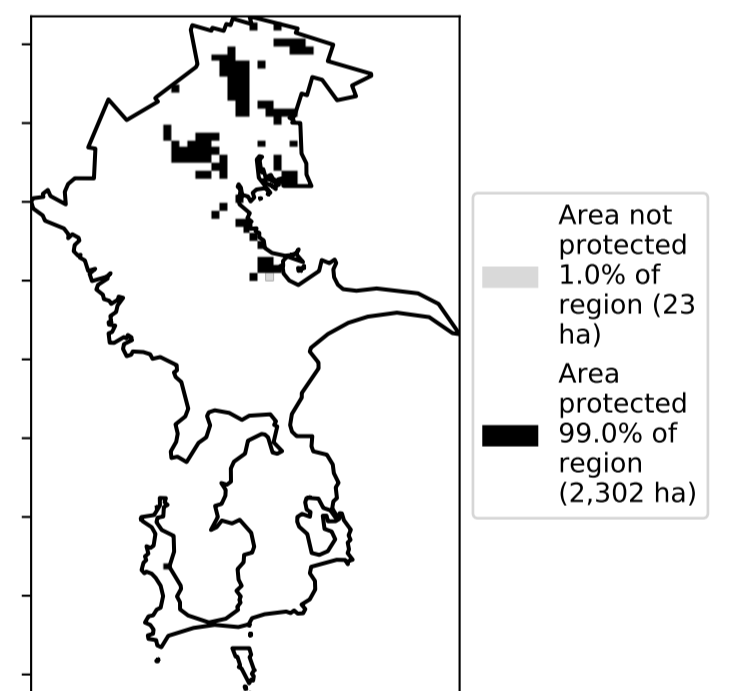 Area not
protected
1.0% of
region (23
ha)
Area
protected
99.0% of
region
(2,302 ha)